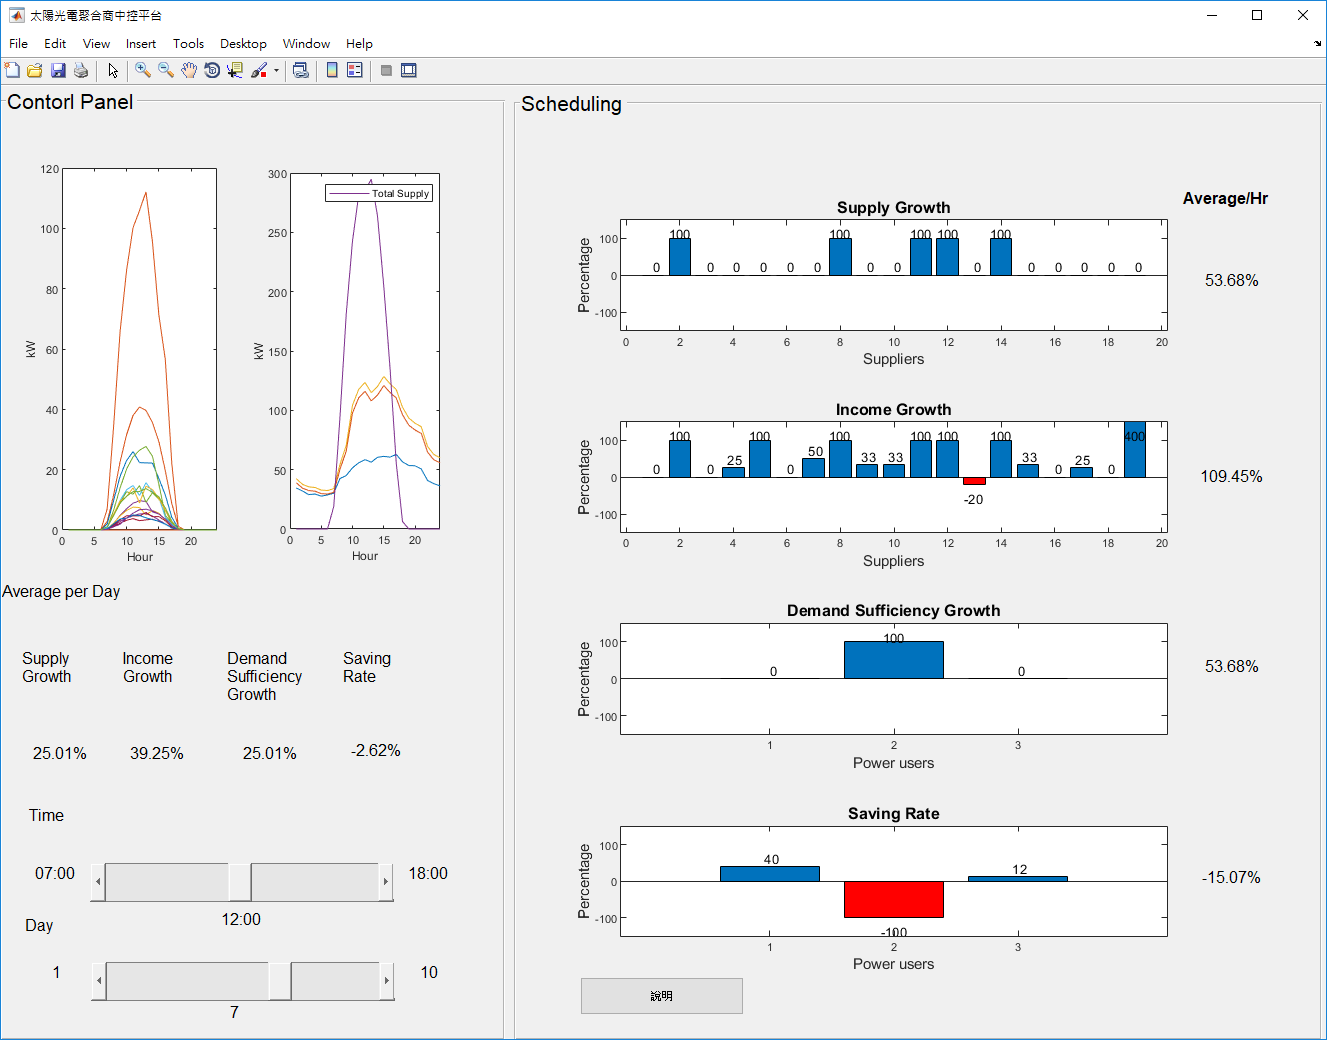 太陽光電聚合商中控平台
File Edit View Insert Tools Desktop Window Help
Contorl Panel
120
100
80
60
40
20
0
kW
0 5 10 15 20
Hour
300
250
200
150
100
50
0
kW
Total Supply
0 5 10 15 20
Hour
Average per Day
Supply
Growth
Income
Growth
Demand
Sufficiency
Growth
Saving
Rate
25.01% 39.25% 25.01% -2.62%
Time
07:00 18:00
12:00
Day
1 10
7
Scheduling
Average/Hr
Supply Growth
Percentage
100
0
-100
0 100 0 0 0 0 0 100 0 0 100 100 0 100 0 0 0 0 0
0 2 4 6 8 10 12 14 16 18 20
Suppliers
53.68%
Income Growth
Percentage
100
0
-100
0 100 0 25 100 0 50 100 33 33 100 100 -20 100 33 0 25 0 400
0 2 4 6 8 10 12 14 16 18 20
Suppliers
109.45%
Demand Sufficiency Growth
Percentage
100
0
-100
0 100 0
1 2 3
Power users
53.68%
Saving Rate
Percentage
100
0
-100
40 -100 12
1 2 3
Power users
-15.07%
說明